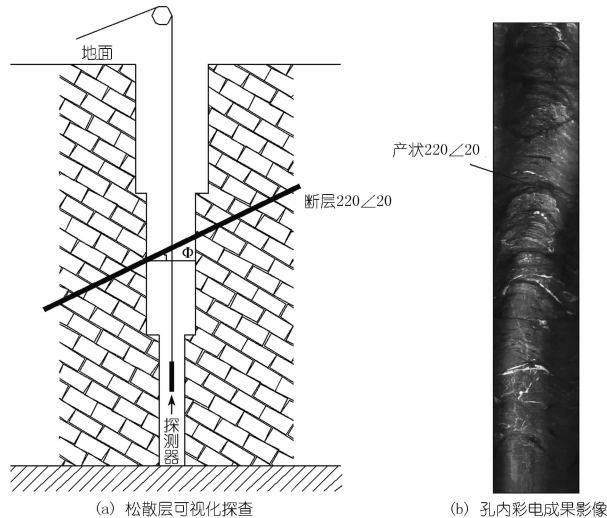 地面
断层220∠20
Φ
探测器
(a) 松散层可视化探查
产状220∠20
(b) 孔内彩电成果影像